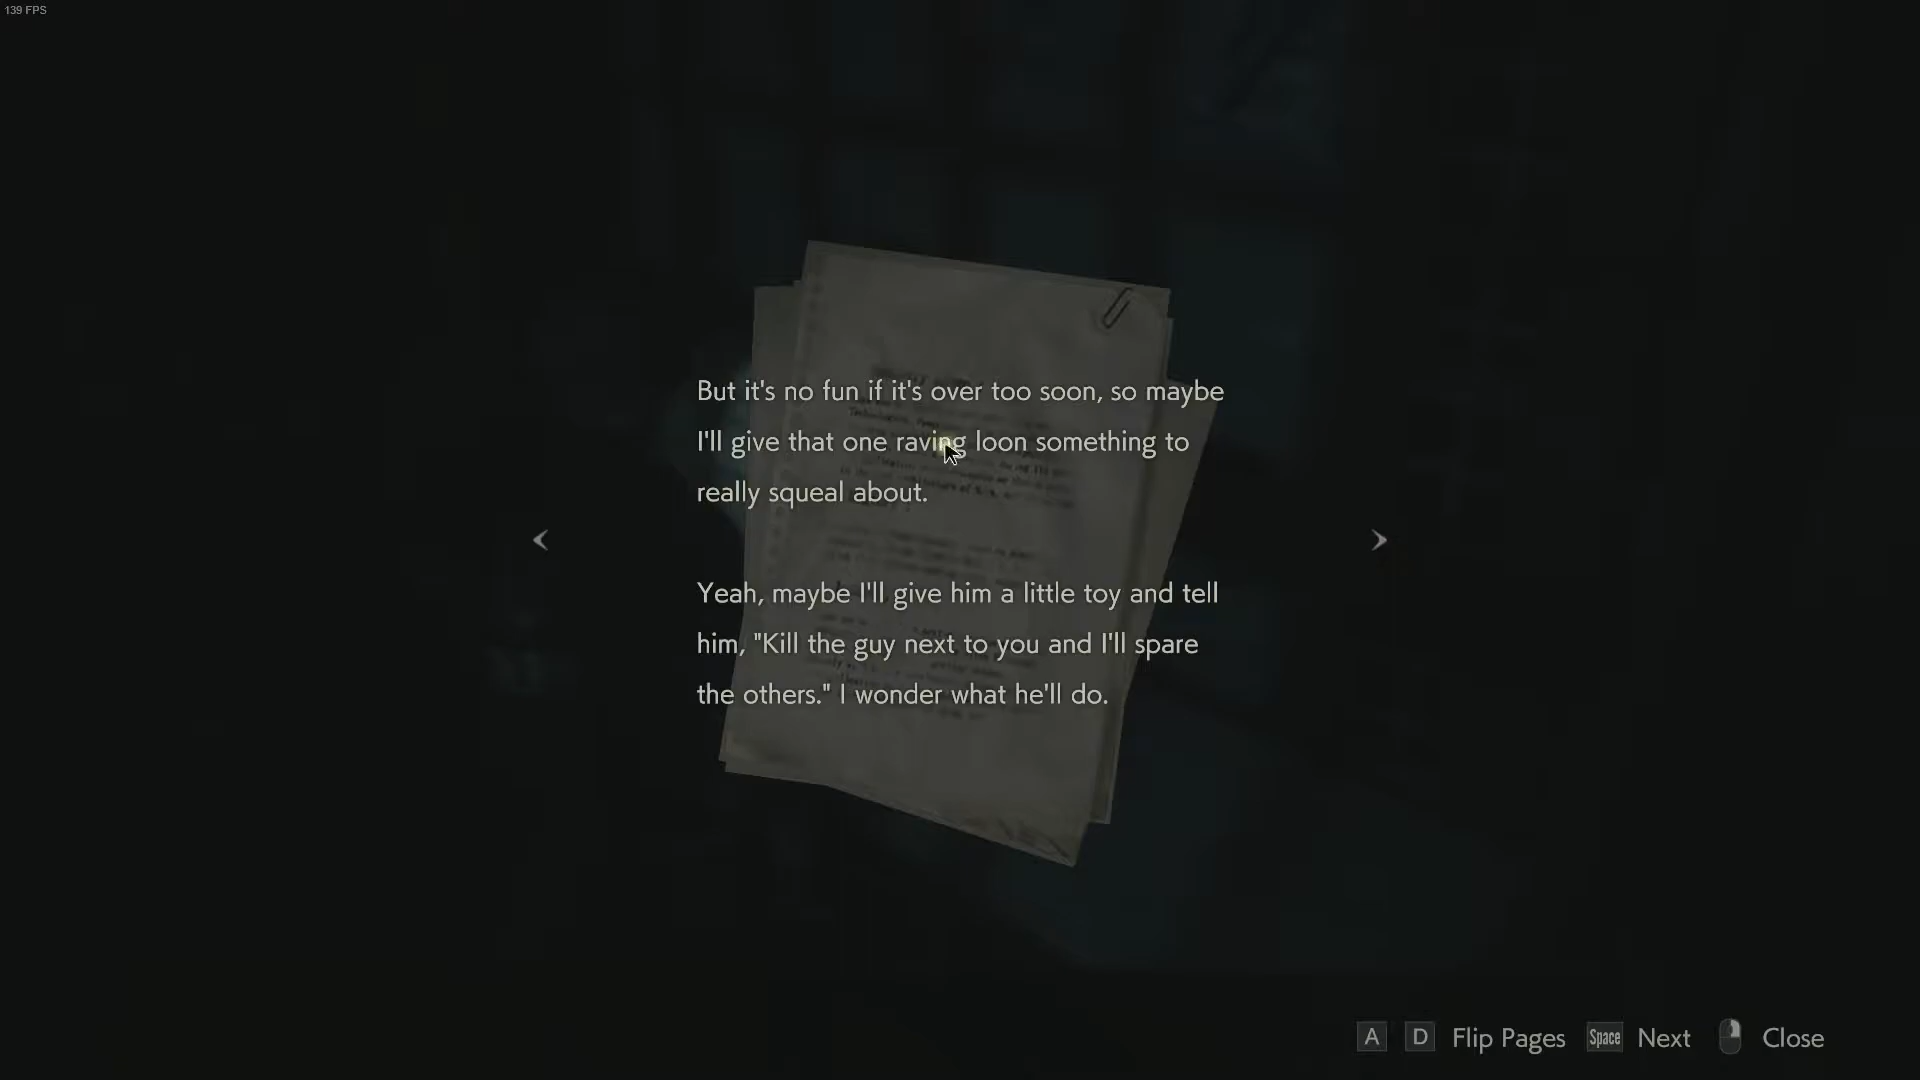 139 FPS
But it's no fun if it's over too soon, so maybe
I'll give that one raving loon something to
really squeal about.
Yeah, maybe I'll give him a little toy and tell
him, "Kill the guy next to you and I'll spare
the others." I wonder what he'll do.
A D Flip Pages Space Next Close